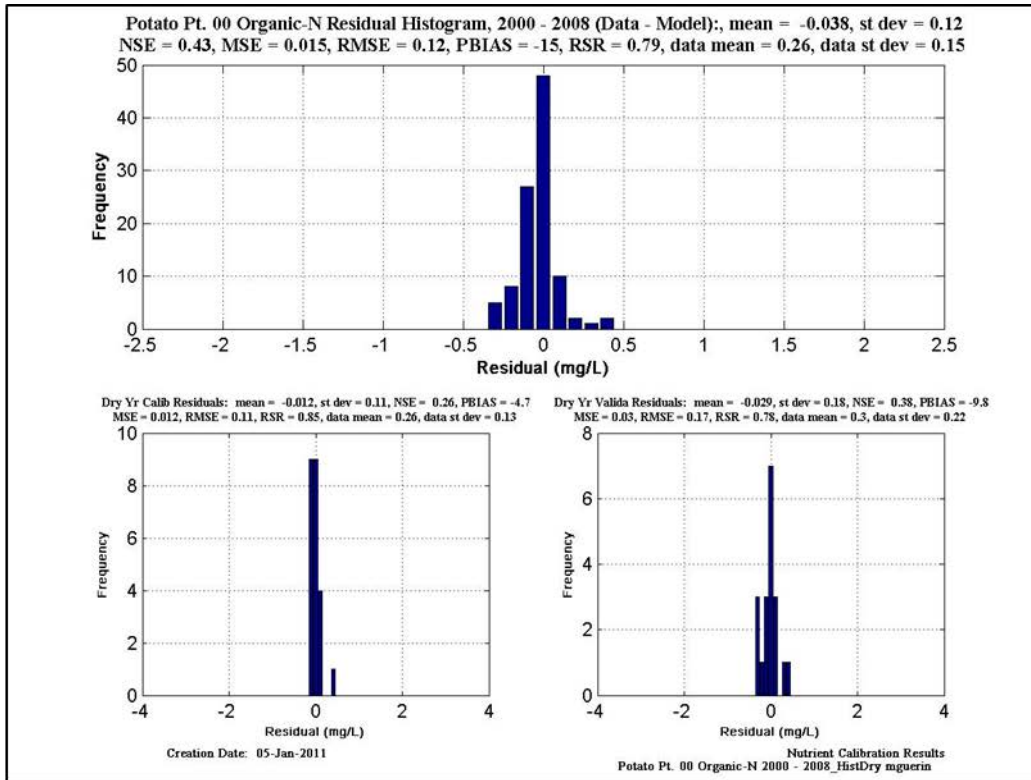 Potato Pt. 00 Organic-N Residual Histogram, 2000 - 2008 (Data - Model):, mean = -0.038, st dev = 0.12
NSE = 0.43, MSE = 0.015, RMSE = 0.12, PBIAS = -15, RSR = 0.79, data mean = 0.26, data st dev = 0.15
50
40
30
20
10
0
Frequency
-2.5 -2 -1.5 -1 -0.5 0 0.5 1 1.5 2 2.5
Residual (mg/L)
Dry Yr Calib Residuals: mean = -0.012, st dev = 0.11, NSE = 0.26, PBIAS = -4.7
MSE = 0.012, RMSE = 0.11, RSR = 0.85, data mean = 0.26, data st dev = 0.13
10
8
6
4
2
0
Frequency
-4 -2 0 2 4
Residual (mg/L)
Creation Date: 05-Jan-2011
Dry Yr Valida Residuals: mean = -0.029, st dev = 0.18, NSE = 0.38, PBIAS = -9.8
MSE = 0.03, RMSE = 0.17, RSR = 0.78, data mean = 0.3, data st dev = 0.22
8
6
4
2
0
Frequency
-4 -2 0 2 4
Residual (mg/L)
Nutrient Calibration Results
Potato Pt. 00 Organic-N 2000 - 2008_HistDry mguerin